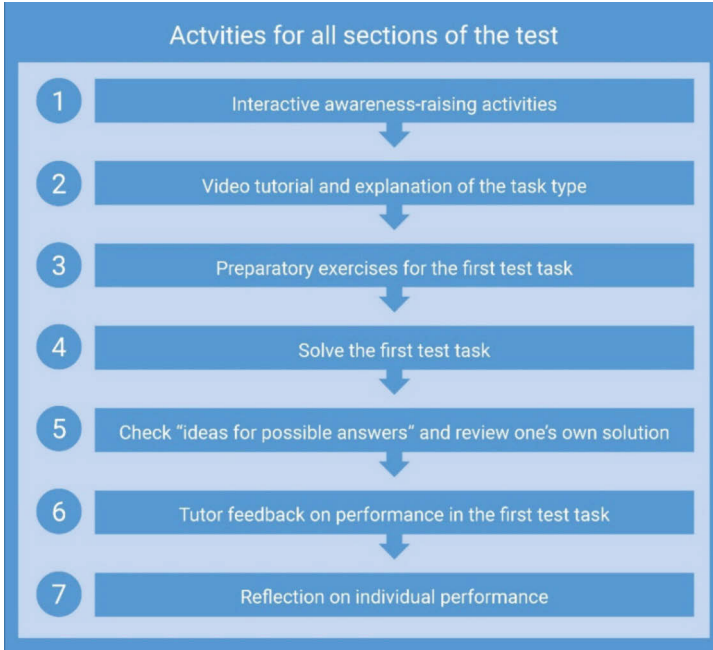 Actvities for all sections of the test
1 Interactive awareness-raising activities
2 Video tutorial and explanation of the task type
3 Preparatory exercises for the first test task
4 Solve the first test task
5 Check “ideas for possible answers“ and review one’s own solution
6 Tutor feedback on performance in the first test task
7 Reflection on individual performance